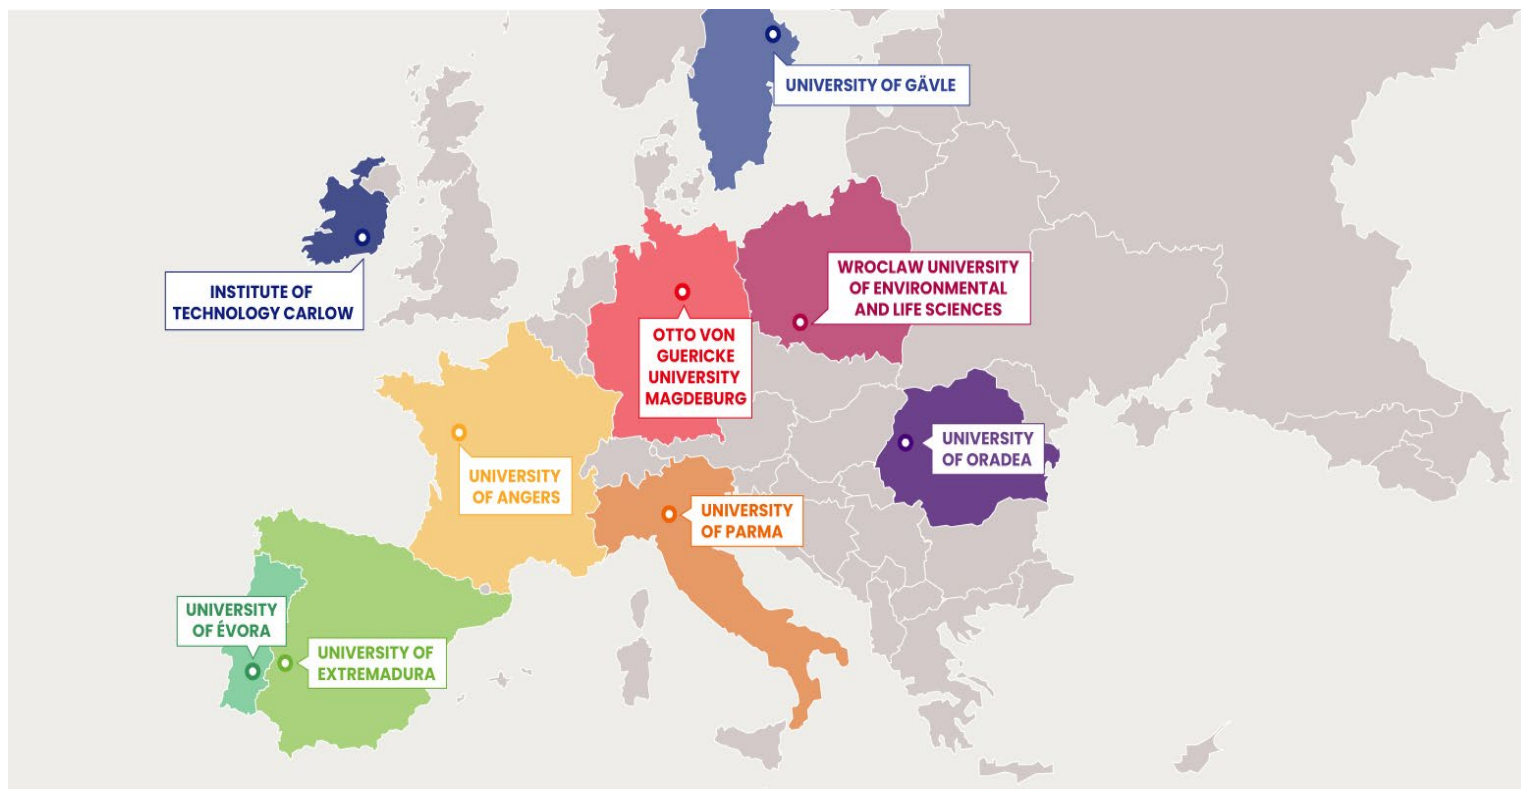 UNIVERSITY OF GÄVLE
INSTITUTE OF
TECHNOLOGY CARLOW
WROCLAW UNIVERSITY
OF ENVIRONMENTAL
AND LIFE SCIENCES
OTTO VON
GUERICKE
UNIVERSITY
MAGDEBURG
UNIVERSITY
OF ANGERS
UNIVERSITY
OF ORADEA
UNIVERSITY
OF PARMA
UNIVERSITY
OF ÉVORA
UNIVERSITY OF
EXTREMADURA